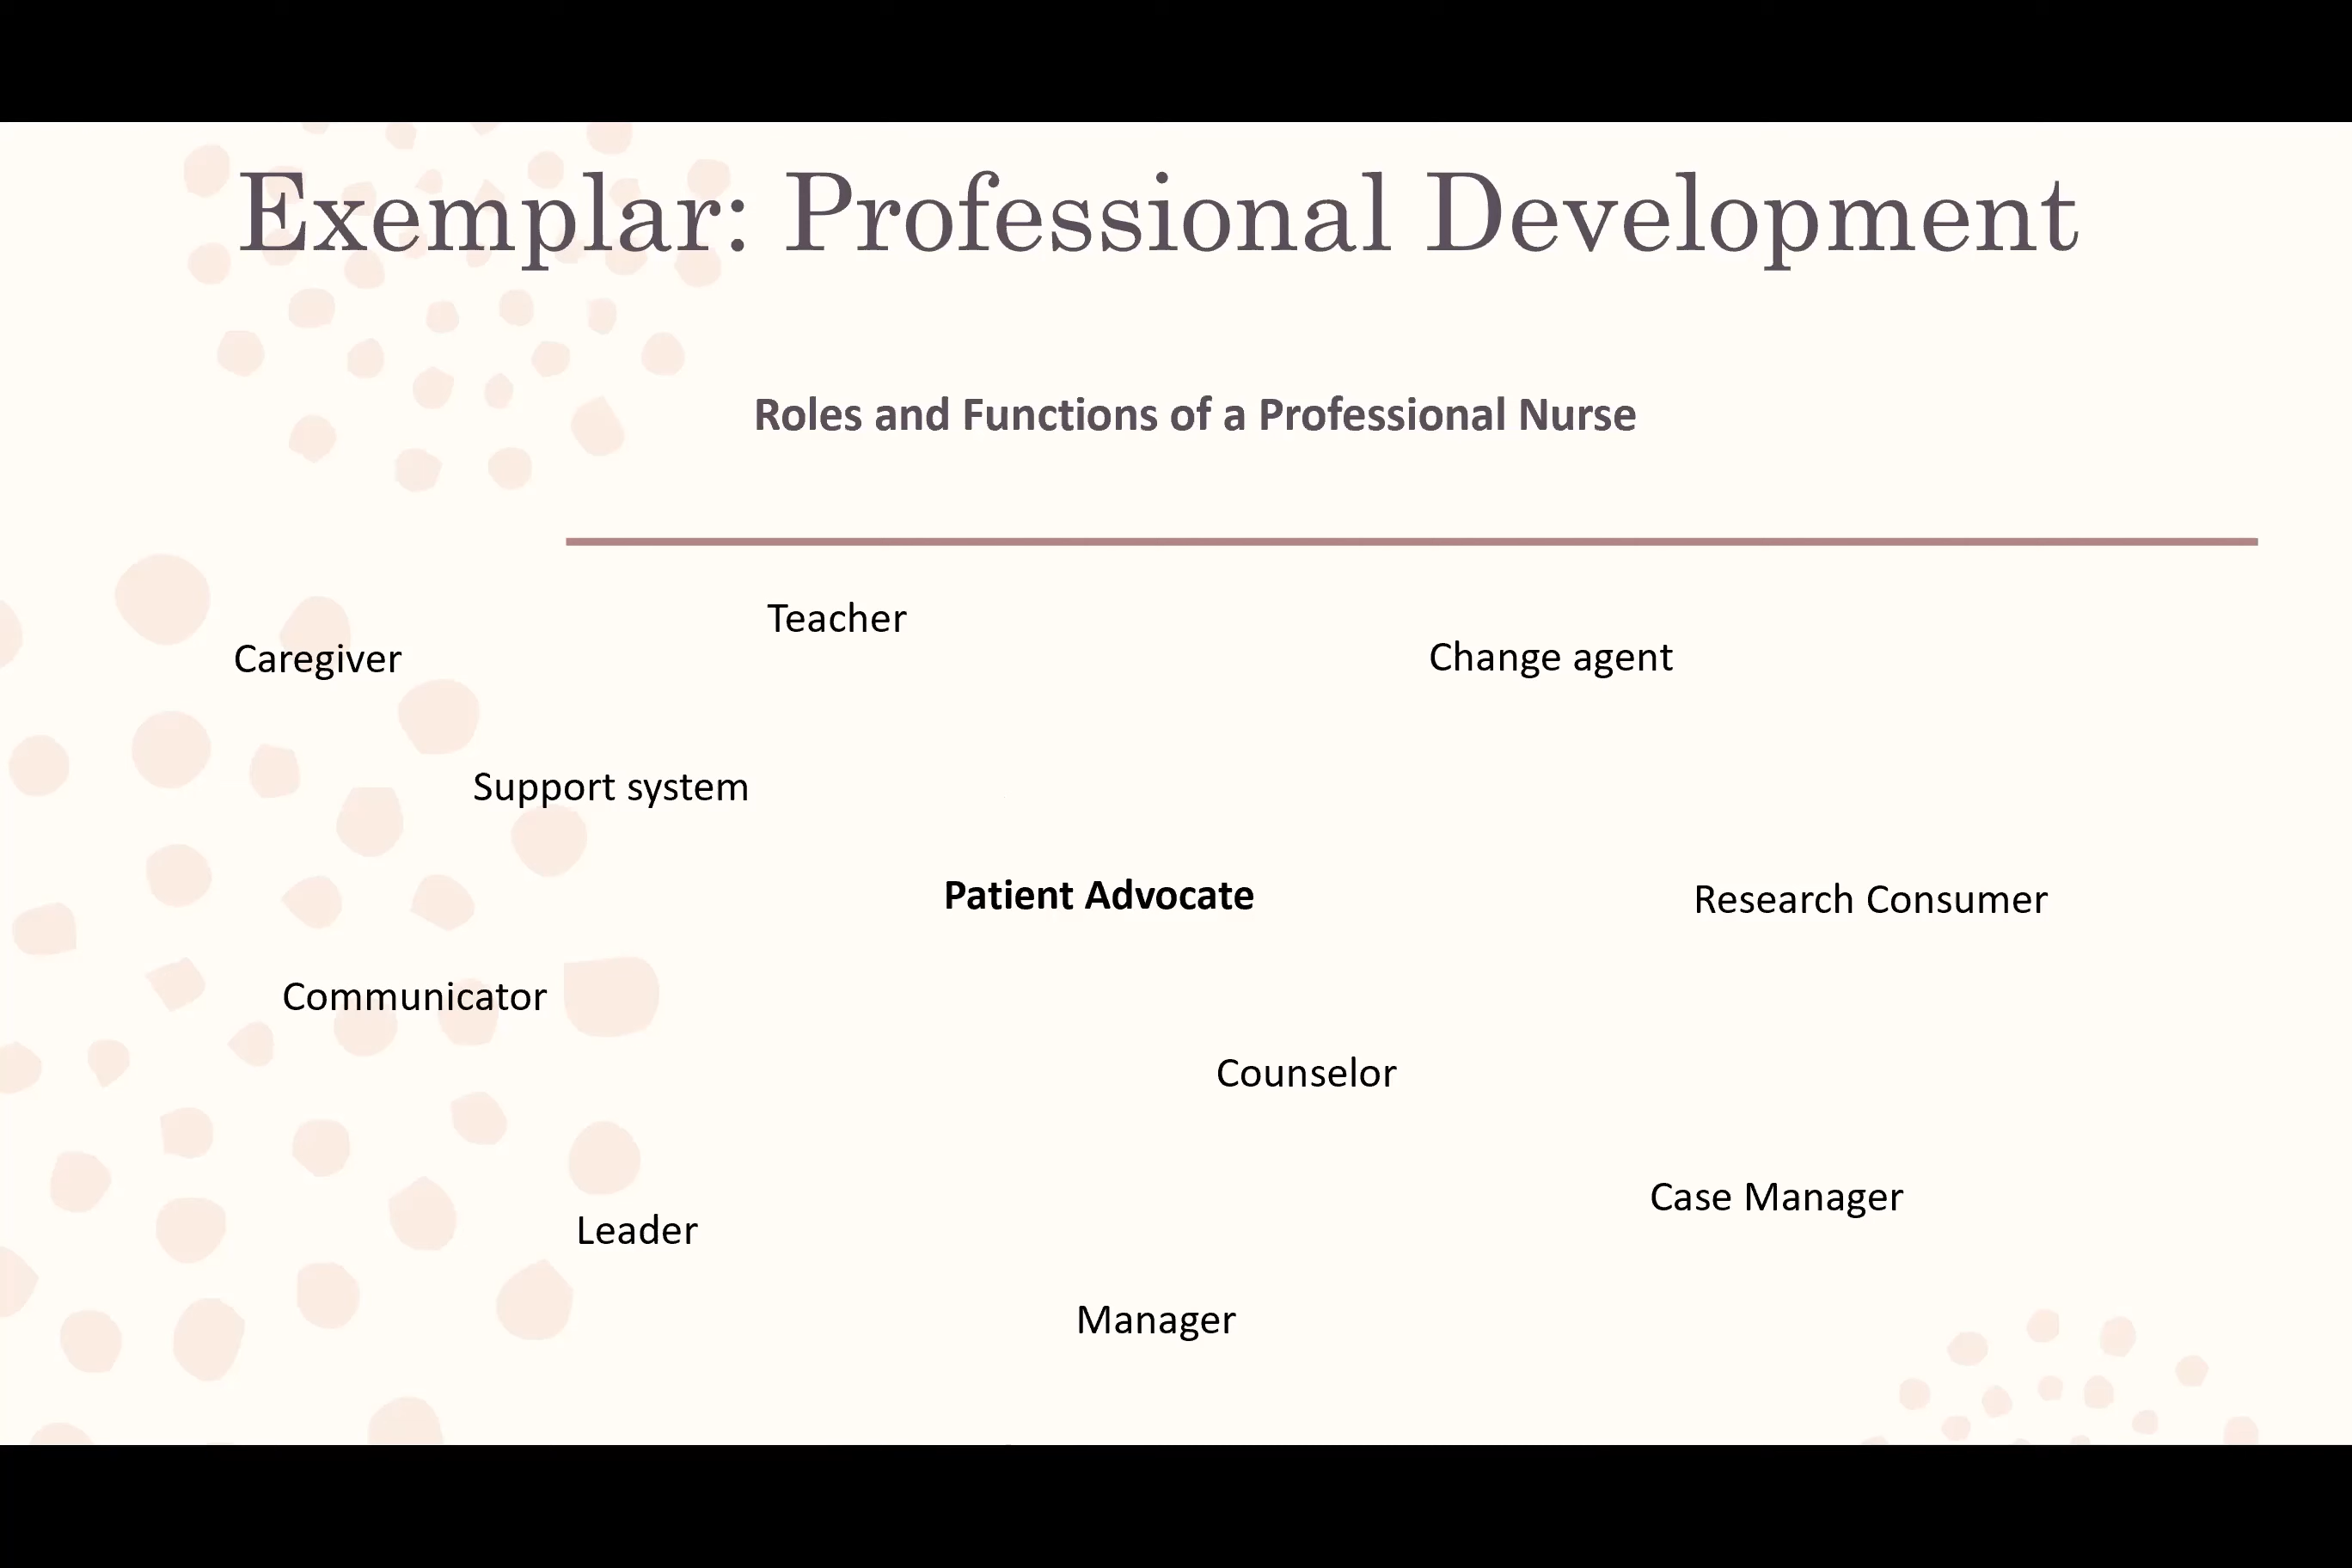 Exemplar: Professional Development
Roles and Functions of a Professional Nurse
Teacher
Caregiver
Change agent
Support system
Patient Advocate
Research Consumer
Communicator
Counselor
Case Manager
Leader
Manager